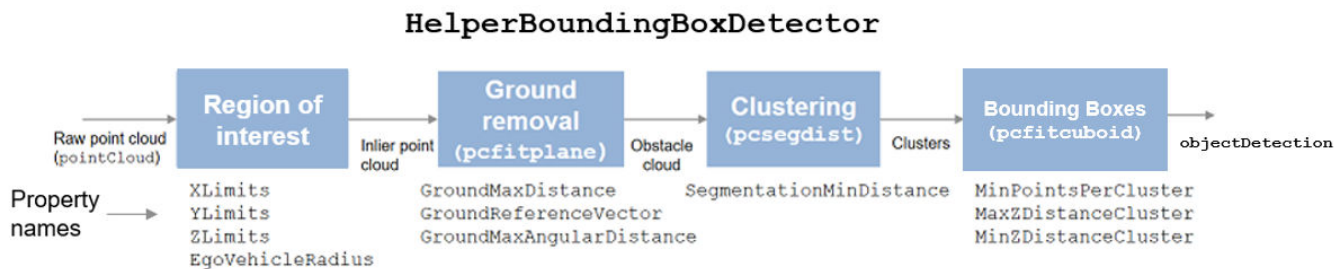 HelperBoundingBoxDetector
Raw point cloud
(pointCloud)
Region of
interest
Inlier point
cloud
Ground
removal
(pcfitplane)
Obstacle
cloud
Clustering
(pcsegdist)
Clusters
Bounding Boxes
(pcfitcuboid)
objectDetection
Property
names
XLimits
YLimits
ZLimits
EgoVehicleRadius
GroundMaxDistance
GroundReferenceVector
GroundMaxAngularDistance
SegmentationMinDistance
MinPointsPerCluster
MaxZDistanceCluster
MinZDistanceCluster